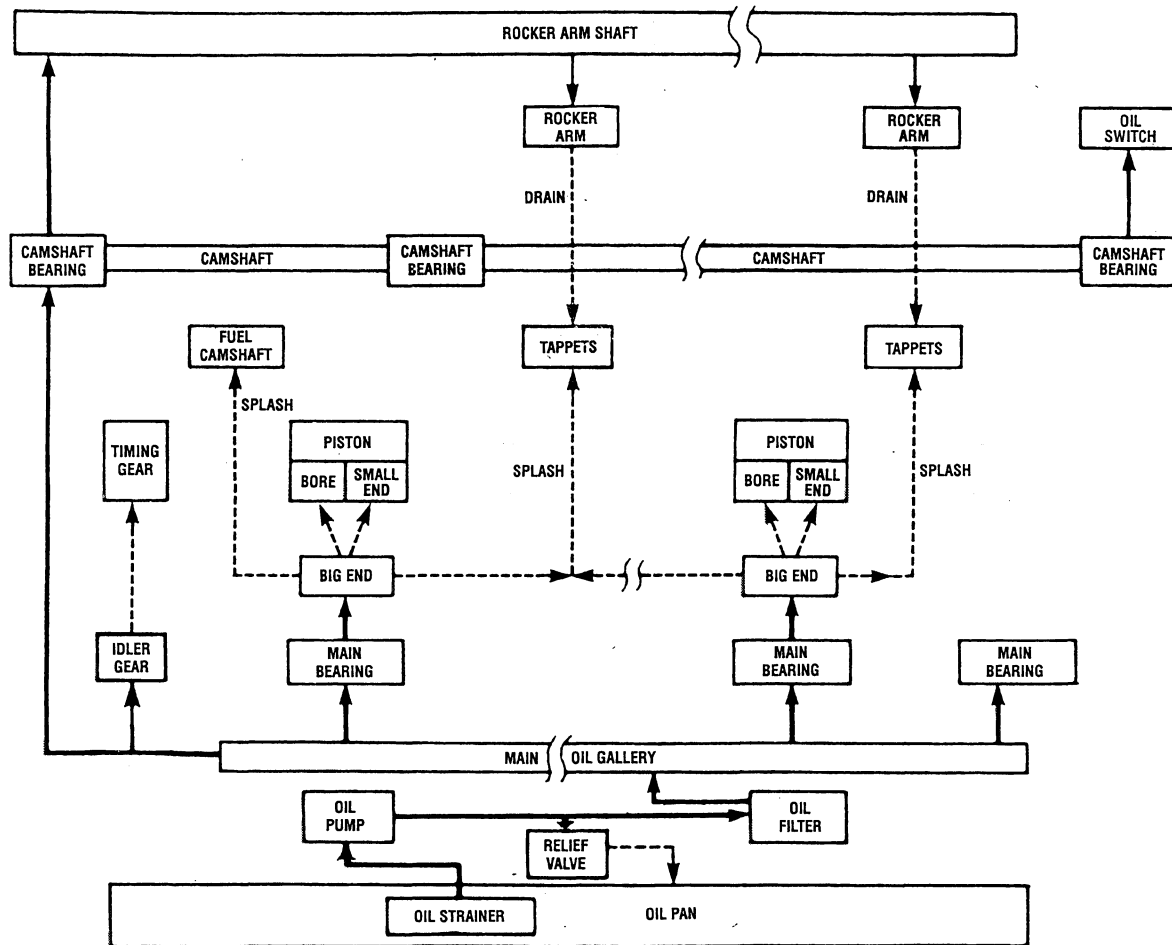 ROCKER ARM SHAFT
ROCKER
ARM
ROCKER
ARM
OIL
SWITCH
DRAIN
DRAIN
CAMSHAFT
BEARING
CAMSHAFT
CAMSHAFT
BEARING
CAMSHAFT
CAMSHAFT
BEARING
FUEL
CAMSHAFT
TAPPETS
TAPPETS
SPLASH
TIMING
GEAR
PISTON
BORE
SMALL
END
SPLASH
PISTON
BORE
SMALL
END
SPLASH
BIG END
BIG END
IDLER
GEAR
MAIN
BEARING
MAIN
BEARING
MAIN
BEARING
MAIN OIL GALLERY
OIL
PUMP
RELIEF
VALVE
OIL
FILTER
OIL STRAINER
OIL PAN